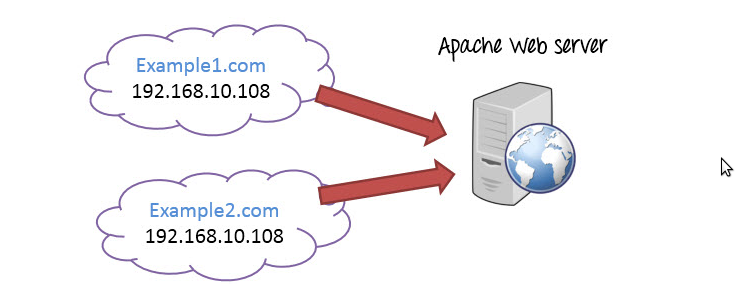 Example1.com
192.168.10.108
Apache Web server
Example2.com
192.168.10.108